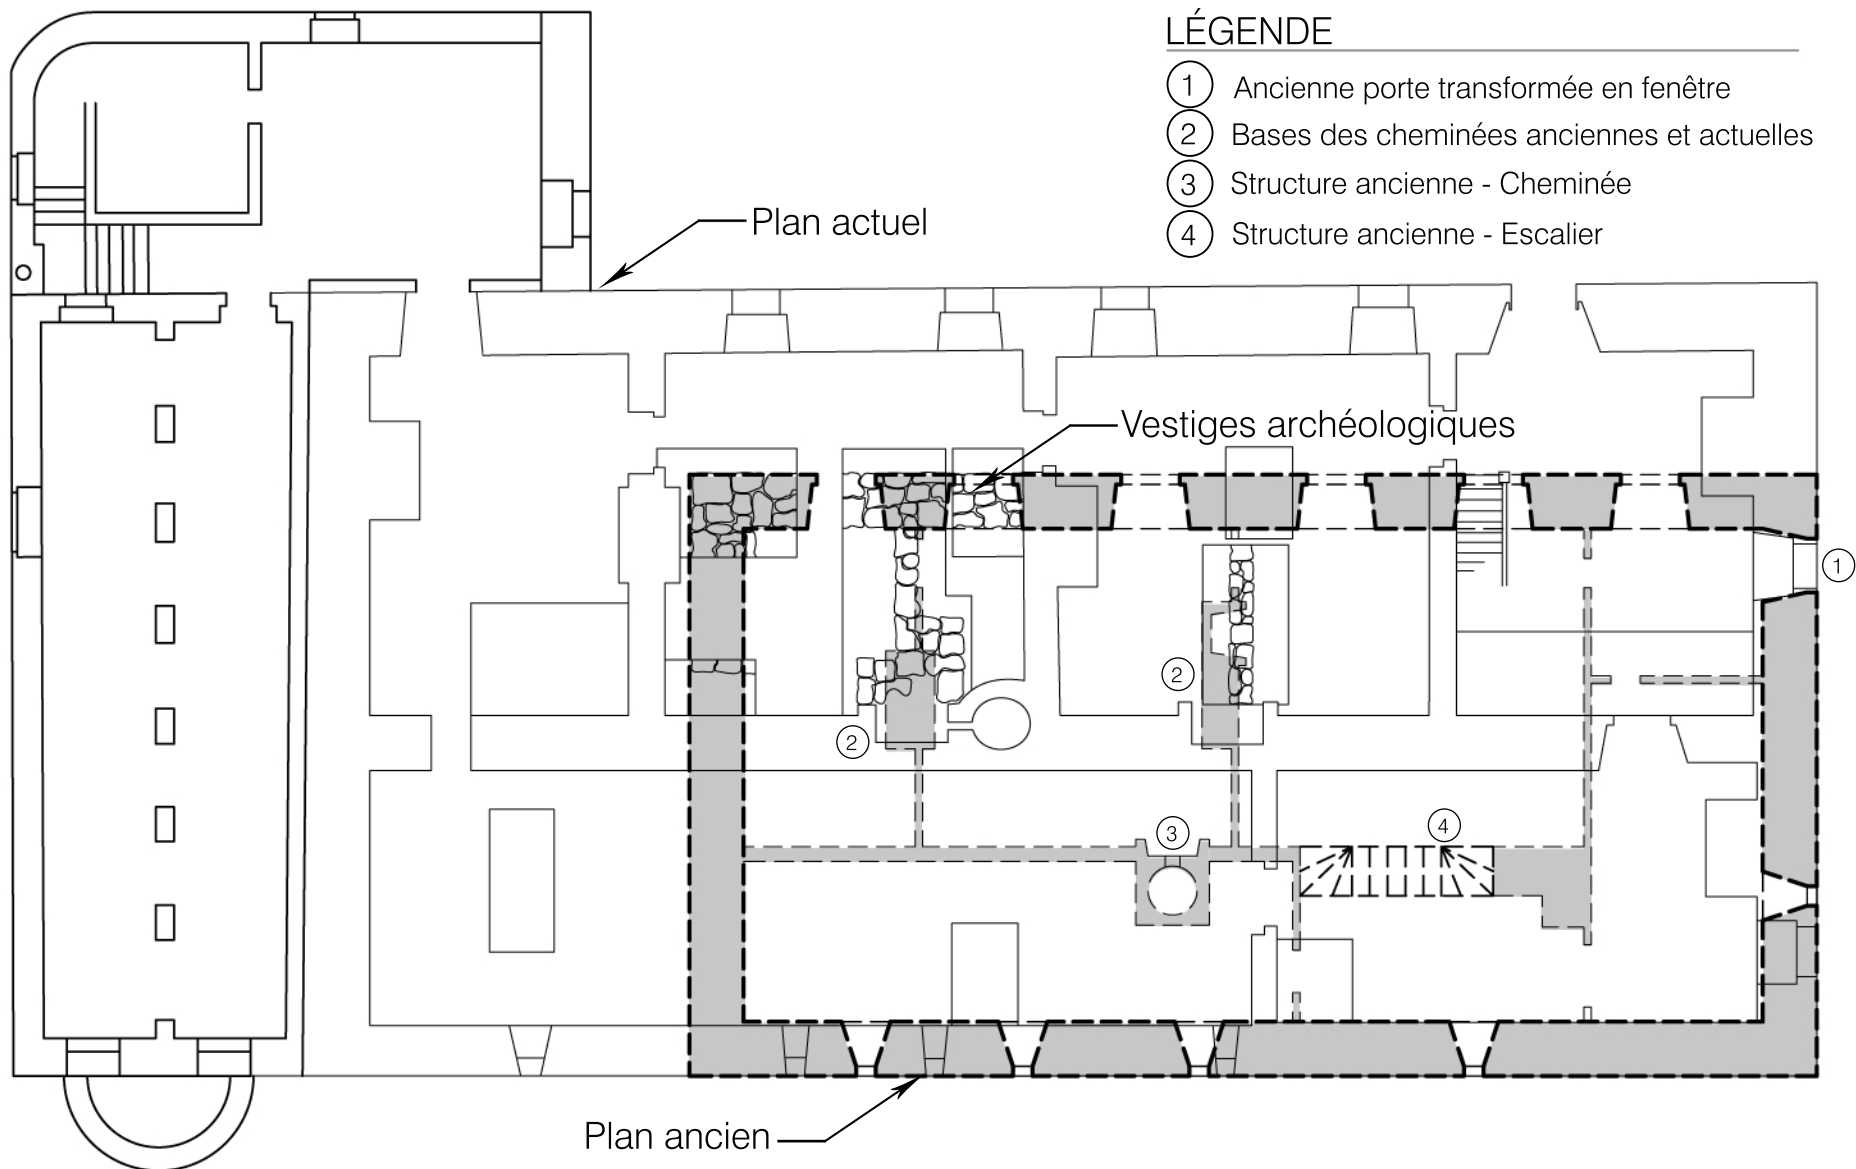 LÉGENDE
1 Ancienne porte transformée en fenêtre
2 Bases des cheminées anciennes et actuelles
3 Structure ancienne - Cheminée
4 Structure ancienne - Escalier
Plan actuel
Vestiges archéologiques
1
2
2
3
4
Plan ancien